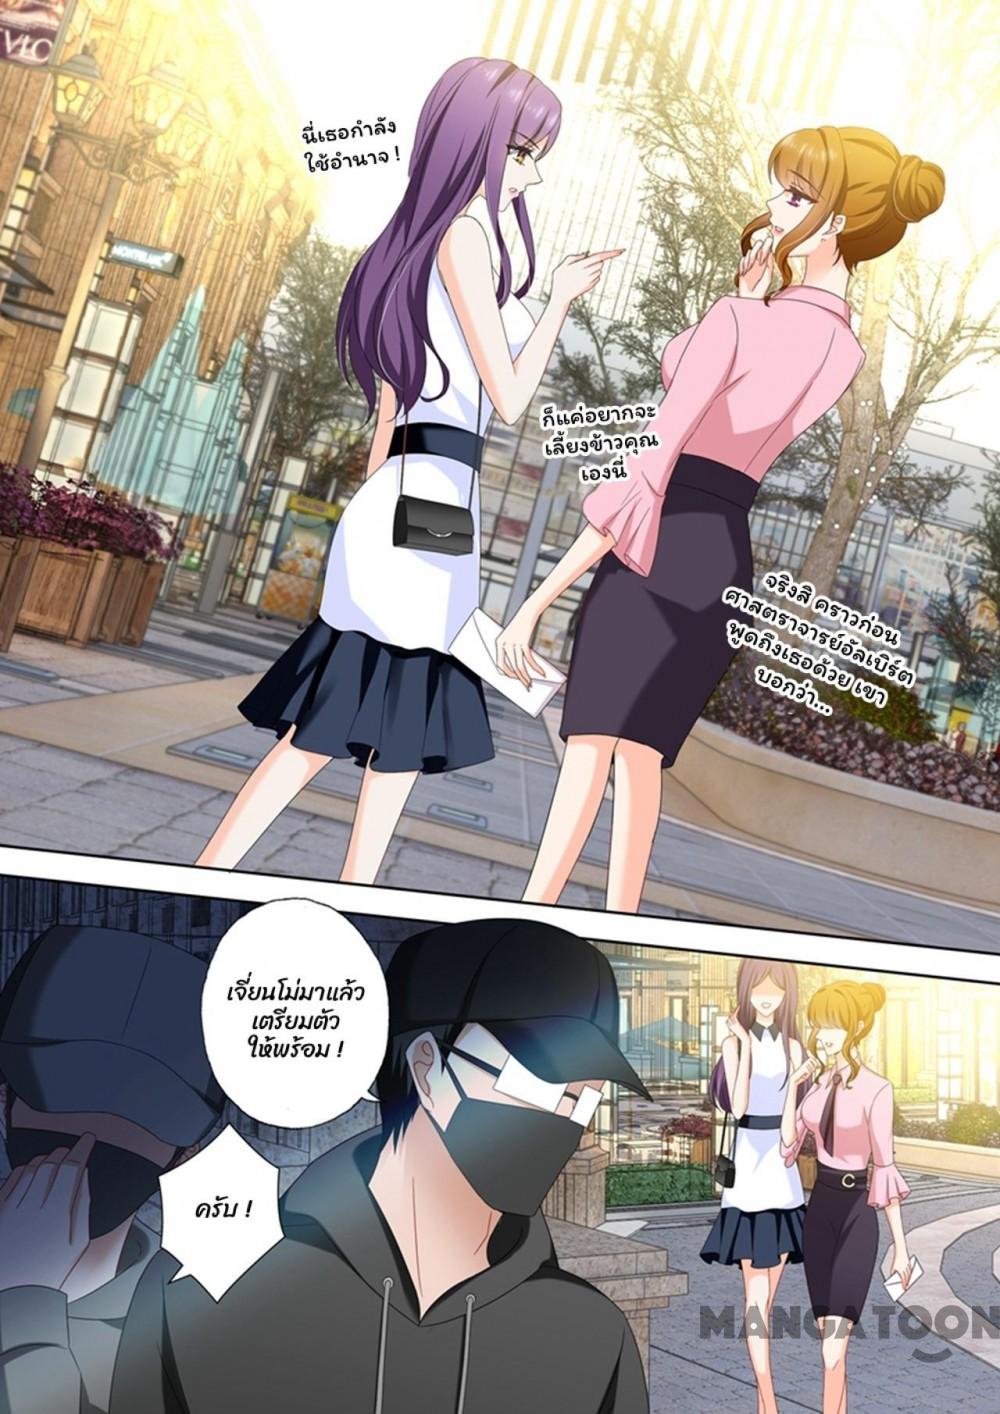 TVLO
นี่เธอกำลัง
ใช้อำนาจ !
MONTBLANC
ก็แค่อยากจะ
เลี้ยงข้าวคุณ
เองนี่
จริงสิ คราวก่อน
ศาสตราจารย์อัลเบิร์ต
พูดถึงเธอด้วย เขา
บอกว่า...
เจี่ยนโม่มาแล้ว
เตรียมตัว
ให้พร้อม !
ครับ !
MANGATOON